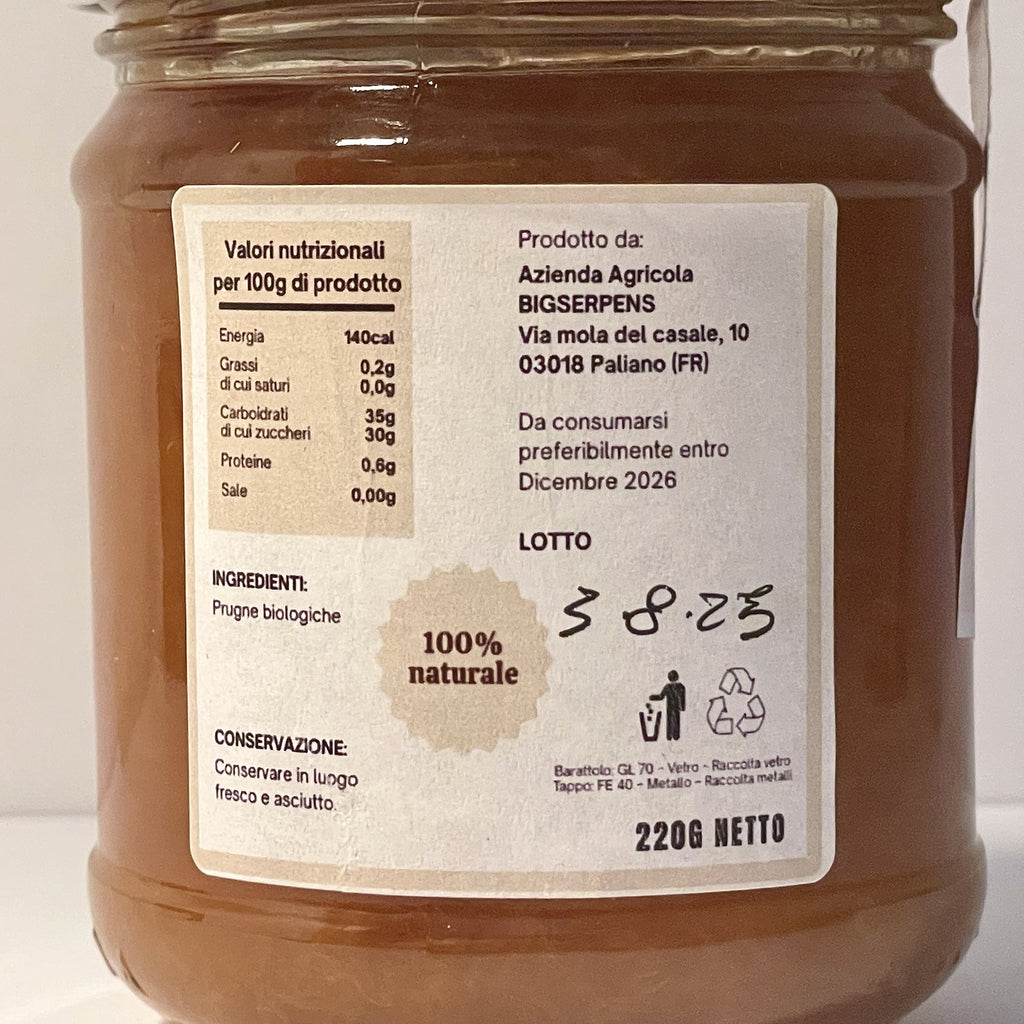 Valori nutrizionali
per 100g di prodotto
Energia 140cal
Grassi 0,2g
di cui saturi 0,0g
Carboidrati 35g
di cui zuccheri 30g
Proteine 0,6g
Sale 0,00g
INGREDIENTI:
Prugne biologiche
CONSERVAZIONE:
Conservare in luogo
fresco e asciutto.
100%
naturale
Prodotto da:
Azienda Agricola
BIGSERPENS
Via mola del casale, 10
03018 Paliano (FR)
Da consumarsi
preferibilmente entro
Dicembre 2026
LOTTO
3 8.23
Barattolo: GL 70 - Vetro - Raccolta vetro
Tappo: FE 40 - Metallo - Raccolta metalli
220G NETTO